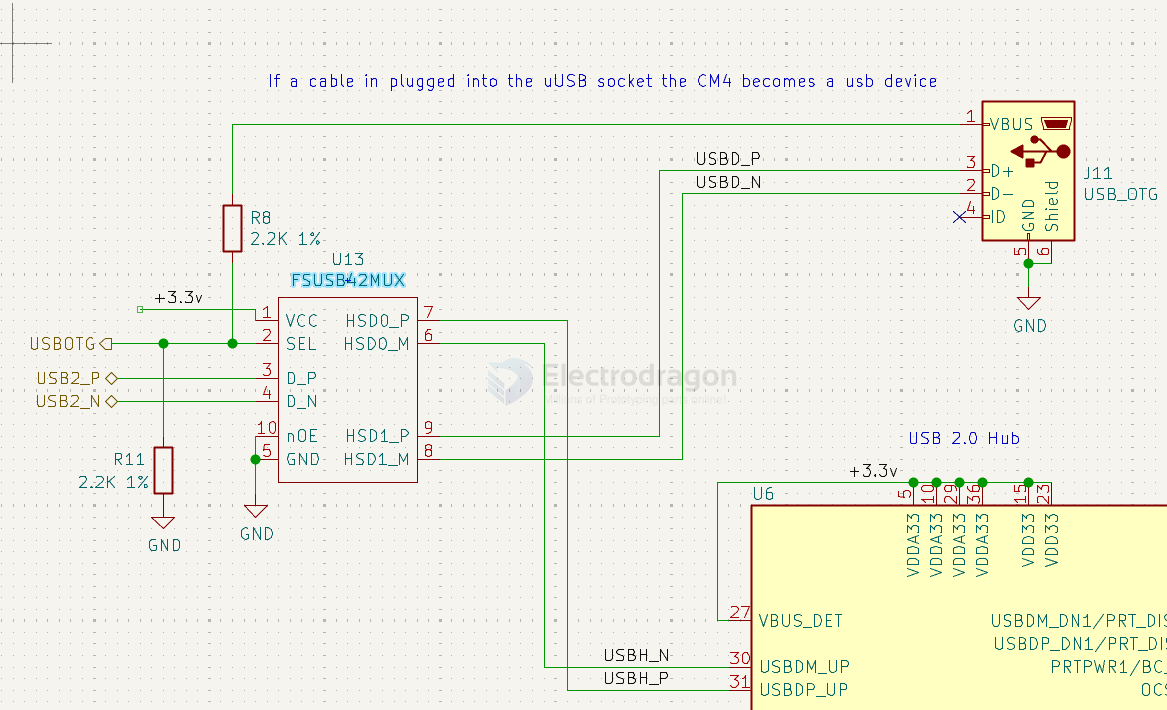 If a cable in plugged into the uUSB socket the CM4 becomes a usb device
1
VBUS
USBD_P
3
D+
USBD_N
2
D-
4
ID
GND
Shield
5
6
J11
USB_OTG
GND
R8
2.2K 1%
U13
FSUSB42MUX
+3.3v
1
VCC
HSD0_P
7
USBOTG
2
SEL
HSD0_M
6
USB2_P
3
D_P
USB2_N
4
D_N
10
nOE
HSD1_P
9
5
GND
HSD1_M
8
R11
2.2K 1%
GND
GND
Electrodragon
USB 2.0 Hub
+3.3v
U6
5
10
29
36
15
23
VDDA33
VDDA33
VDDA33
VDDA33
VDD33
VDD33
27
VBUS_DET
USBDM_DN1/PRT_DIS
USBDP_DN1/PRT_DIS
USBH_N
30
USBDM_UP
PRTPWR1/BC_
USBH_P
31
USBDP_UP
OCS